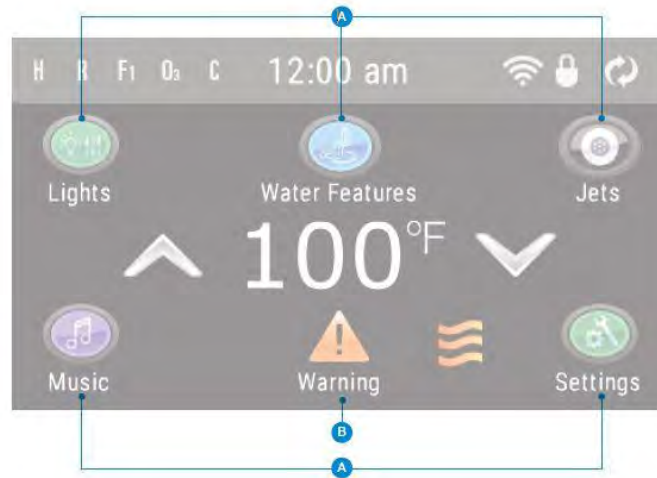 A
H R F1 O3 C 12:00 am
Lights Water Features Jets
100°F
Music Warning Settings
B
A